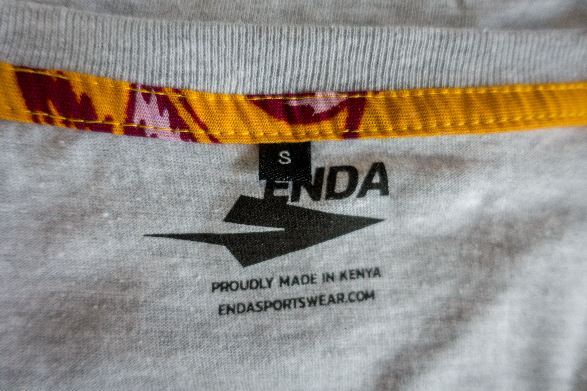 S
ENDA
PROUDLY MADE IN KENYA
ENDASPORTSWEAR.COM